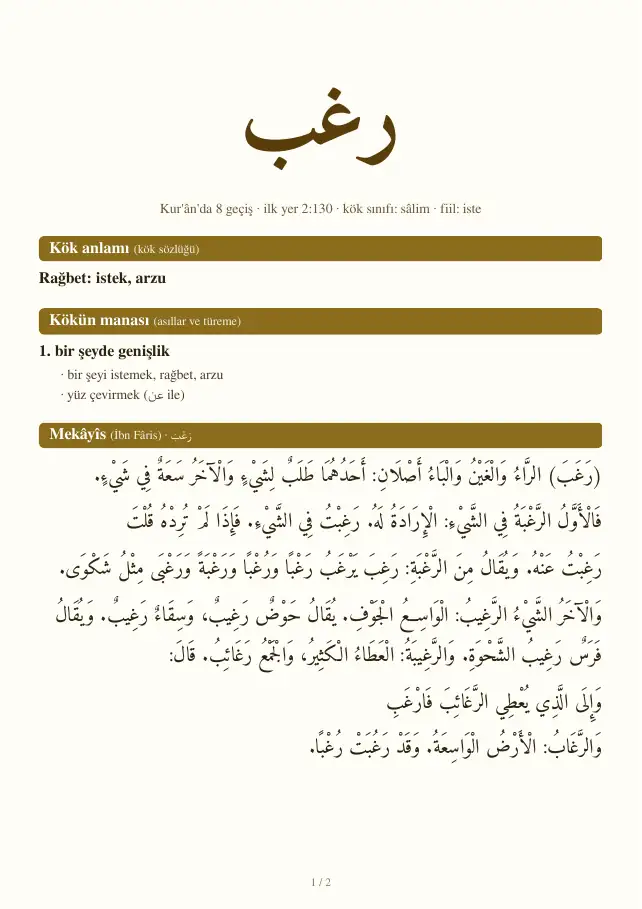 رغب
Kur'ân'da 8 geçiş · ilk yer 2:130 · kök sınıfı: sâlim · fiil: iste
Kök anlamı (kök sözlüğü)
Rağbet: istek, arzu
Kökün manası (asıllar ve türeme)
1. bir şeyde genişlik
· bir şeyi istemek, rağbet, arzu
· yüz çevirmek (عن ile)
Mekâyîs (İbn Fâris) · رَغَبَ
(رَغَبَ) الرَّاءُ وَالْغَيْنُ وَالْبَاءُ أَصْلَانِ: أَحَدُهُمَا طَلَبٌ لِشَيْءٍ وَالْآخَرُ سَعَةٌ فِي شَيْءٍ.
فَالْأَوَّلُ الرَّغْبَةُ فِي الشَّيْءِ: الْإِرَادَةُ لَهُ. رَغِبْتُ فِي الشَّيْءِ. فَإِذَا لَمْ تُرِدْهُ قُلْتَ
رَغِبْتُ عَنْهُ. وَيُقَالُ مِنَ الرَّغْبَةِ: رَغِبَ يَرْغَبُ رَغْبًا وَرُغْبًا وَرَغْبَةً وَرَغْبَى مِثْلُ شَكْوَى.
وَالْآخَرُ الشَّيْءُ الرَّغِيبُ: الْوَاسِعُ الْجَوْفِ. يُقَالُ حَوْضٌ رَغِيبٌ، وَسِقَاءٌ رَغِيبٌ. وَيُقَالُ
فَرَسٌ رَغِيبُ الشَّحْوَةِ. وَالرَّغِيبَةُ: الْعَطَاءُ الْكَثِيرُ، وَالْجَمْعُ رَغَائِبُ. قَالَ:
وَإِلَى الَّذِي يُعْطِي الرَّغَائِبَ فَارْغَبِ
وَالرَّغَابُ: الْأَرْضُ الْوَاسِعَةُ. وَقَدْ رَغُبَتْ رُغْبًا.
1 / 2